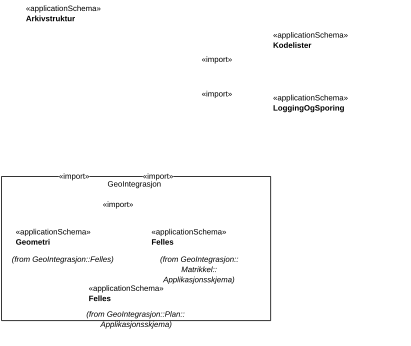 «applicationSchema»
Arkivstruktur
«applicationSchema»
Kodelister
«import»
«import»
«applicationSchema»
LoggingOgSporing
«import»
«import»
GeoIntegrasjon
«import»
«applicationSchema»
Geometri
(from GeoIntegrasjon::Felles)
«applicationSchema»
Felles
(from GeoIntegrasjon::
Matrikkel::
Applikasjonsskjema)
«applicationSchema»
Felles
(from GeoIntegrasjon::Plan::
Applikasjonsskjema)